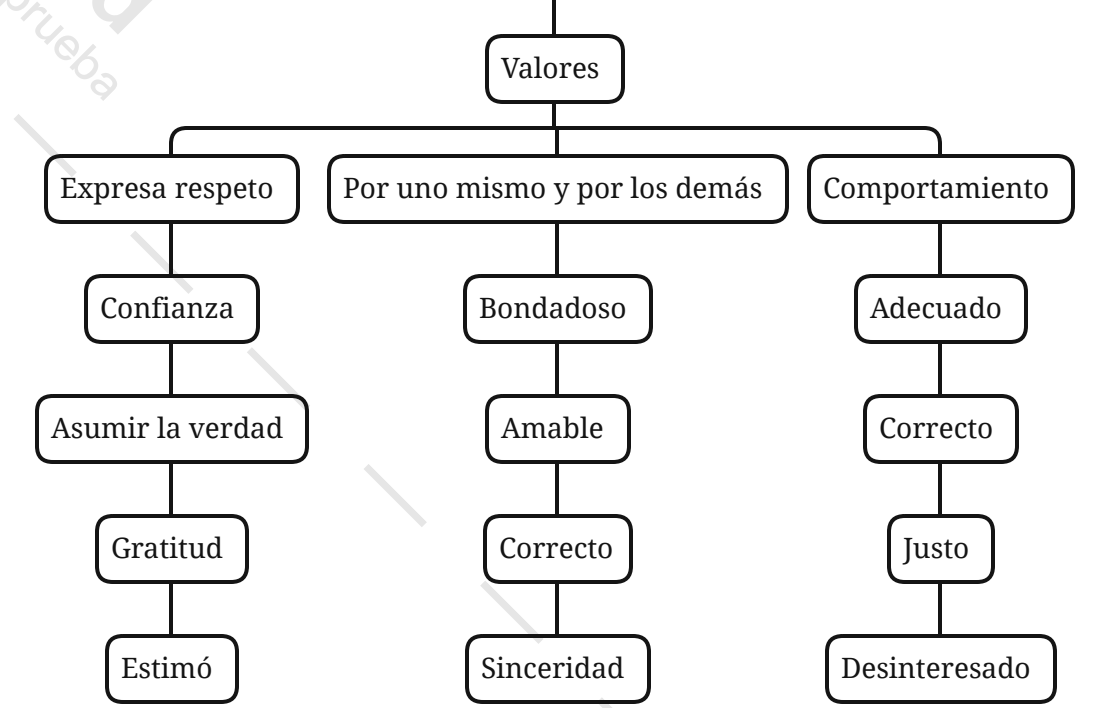 prueba
Valores
Expresa respeto
Por uno mismo y por los demás
Comportamiento
Confianza
Bondadoso
Adecuado
Asumir la verdad
Amable
Correcto
Gratitud
Correcto
Justo
Estimó
Sinceridad
Desinteresado